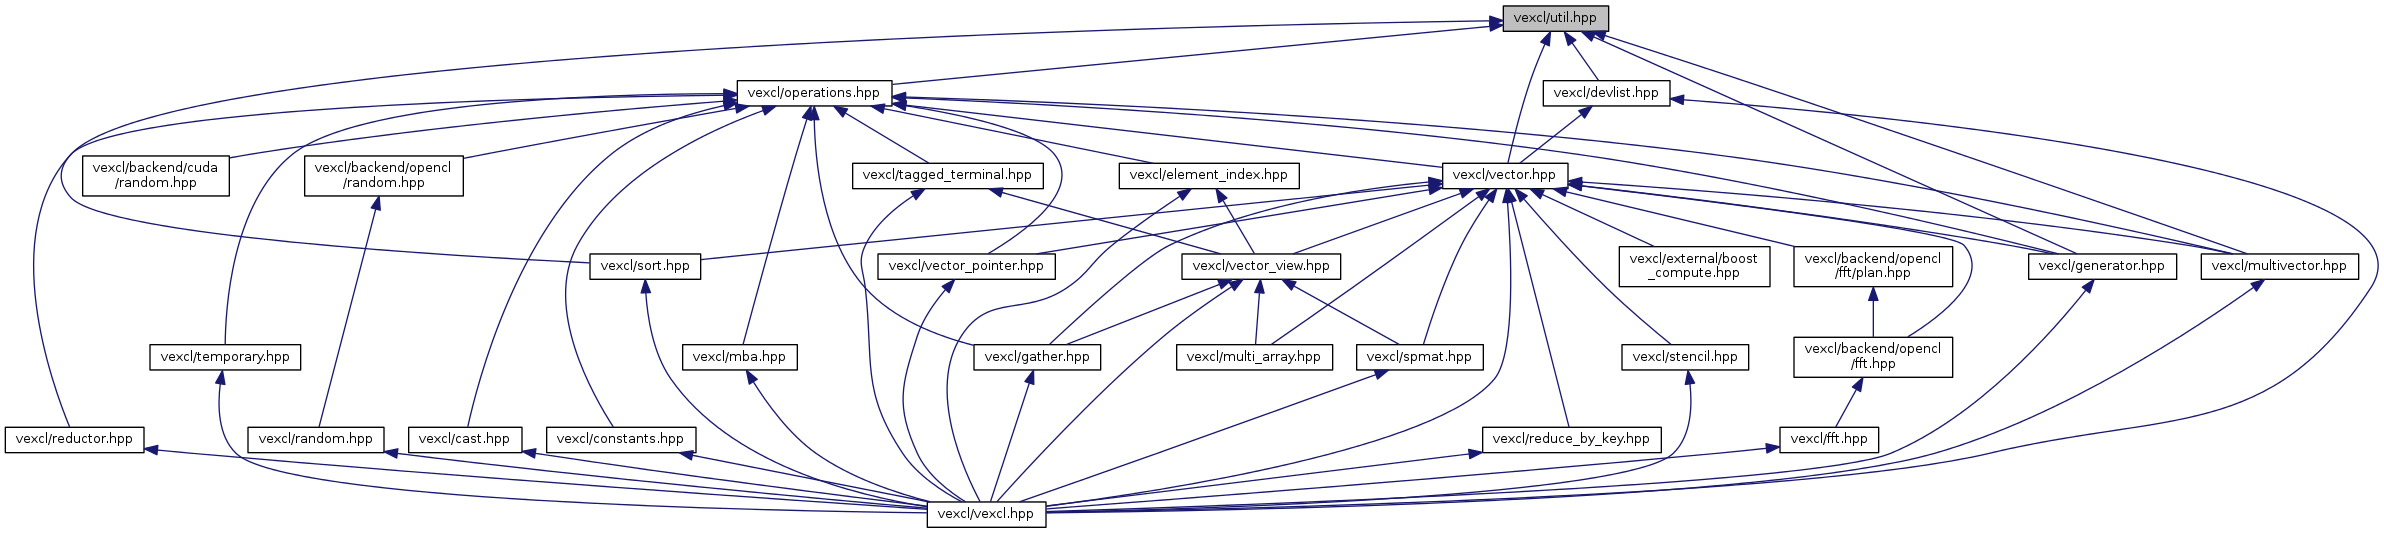 vexcl/util.hpp
vexcl/operations.hpp
vexcl/devlist.hpp
vexcl/backend/cuda
/random.hpp
vexcl/backend/opencl
/random.hpp
vexcl/tagged_terminal.hpp
vexcl/element_index.hpp
vexcl/vector.hpp
vexcl/sort.hpp
vexcl/vector_pointer.hpp
vexcl/vector_view.hpp
vexcl/external/boost
_compute.hpp
vexcl/backend/opencl
/fft/plan.hpp
vexcl/generator.hpp
vexcl/multivector.hpp
vexcl/temporary.hpp
vexcl/mba.hpp
vexcl/gather.hpp
vexcl/multi_array.hpp
vexcl/spmat.hpp
vexcl/stencil.hpp
vexcl/backend/opencl
/fft.hpp
vexcl/reductor.hpp
vexcl/random.hpp
vexcl/cast.hpp
vexcl/constants.hpp
vexcl/reduce_by_key.hpp
vexcl/fft.hpp
vexcl/vexcl.hpp